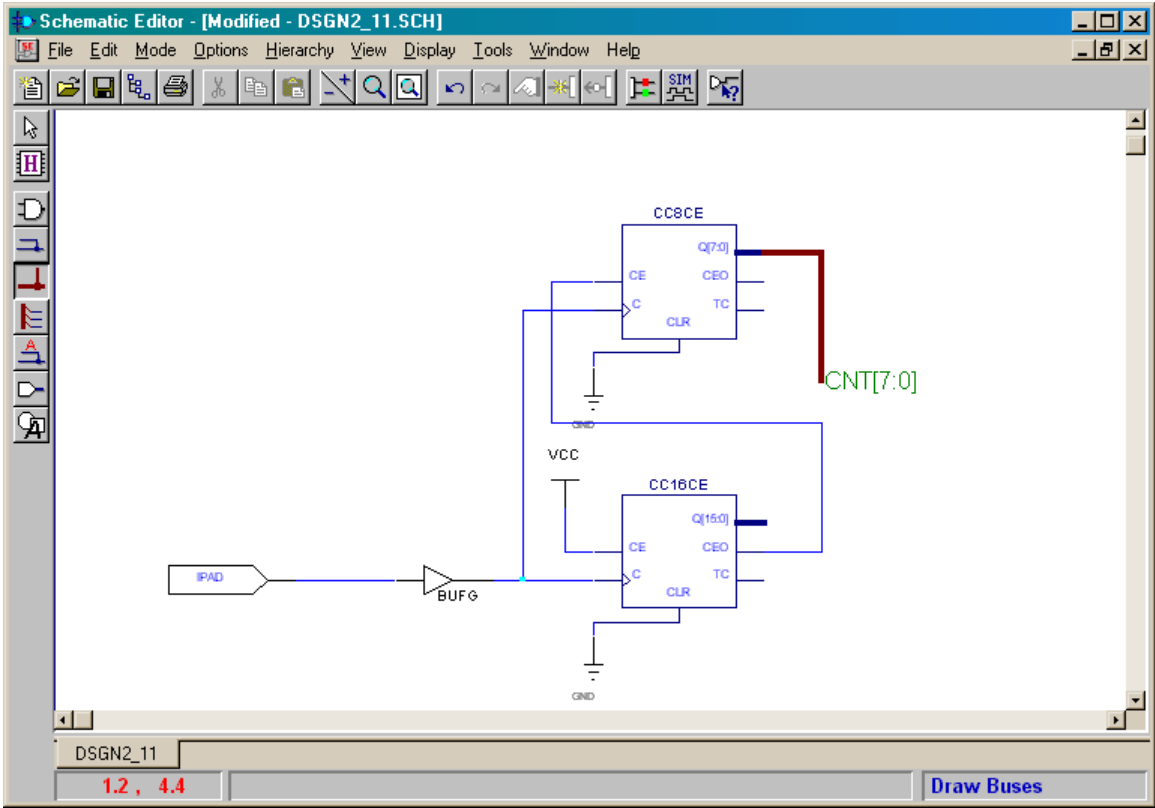 Schematic Editor - [Modified - DSGN2_11.SCH]
File Edit Mode Options Hierarchy View Display Tools Window Help
SIM
H
A
A
CC8CE
Q[7:0]
CE CEO
C TC
CLR
CNT[7:0]
GND
VCC
CC16CE
Q[15:0]
CE CEO
C TC
CLR
IPAD
BUFG
GND
DSGN2_11
1.2 , 4.4 Draw Buses